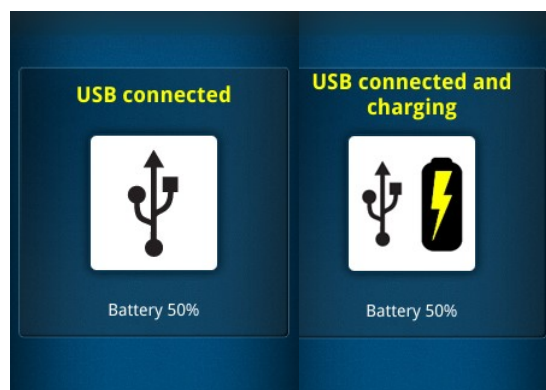 USB connected
Battery 50%
USB connected and
charging
Battery 50%